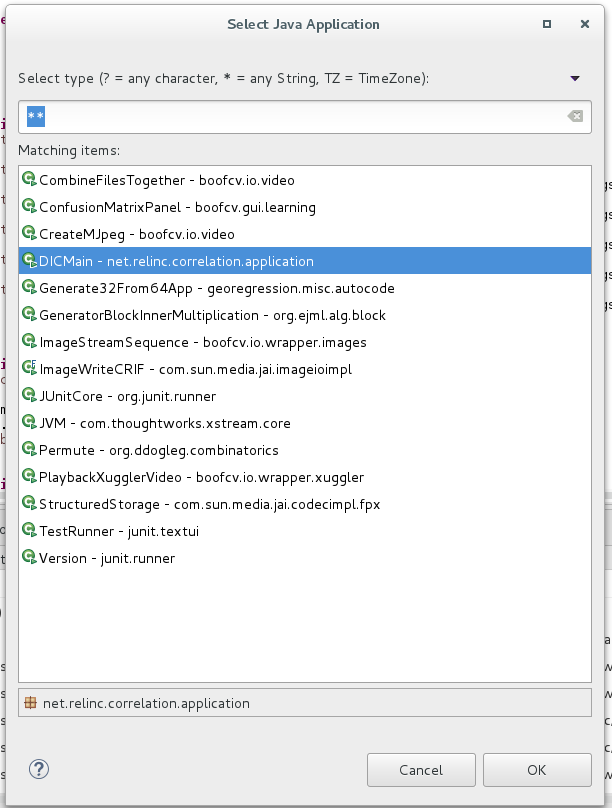 Select Java Application
Select type (? = any character, * = any String, TZ = TimeZone):
**
Matching items:
CombineFilesTogether - boofcv.io.video
ConfusionMatrixPanel - boofcv.gui.learning
CreateMJpeg - boofcv.io.video
DICMain - net.relinc.correlation.application
Generate32From64App - georegression.misc.autocode
GeneratorBlockInnerMultiplication - org.ejml.alg.block
ImageStreamSequence - boofcv.io.wrapper.images
ImageWriteCRIF - com.sun.media.jai.imageioimpl
JUnitCore - org.junit.runner
JVM - com.thoughtworks.xstream.core
Permute - org.ddogleg.combinatorics
PlaybackXugglerVideo - boofcv.io.wrapper.xuggler
StructuredStorage - com.sun.media.jai.codecimpl.fpx
TestRunner - junit.textui
Version - junit.runner
net.relinc.correlation.application
Cancel
OK